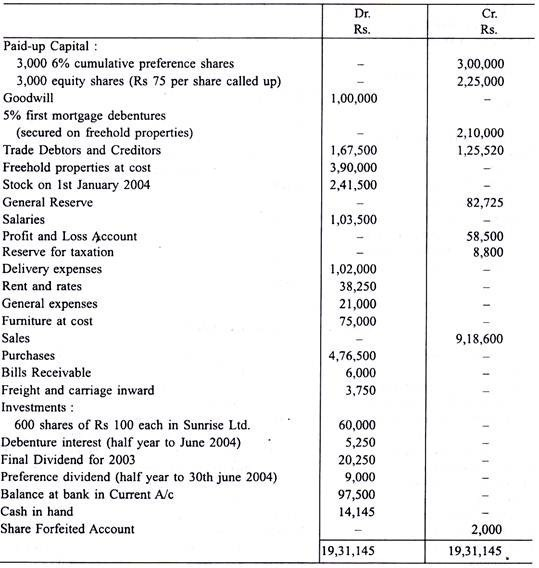 Dr. Cr.
Rs. Rs.
Paid-up Capital :
3,000 6% cumulative preference shares – 3,00,000
3,000 equity shares (Rs 75 per share called up) – 2,25,000
Goodwill 1,00,000 –
5% first mortgage debentures
(secured on freehold properties) – 2,10,000
Trade Debtors and Creditors 1,67,500 1,25,520
Freehold properties at cost 3,90,000 –
Stock on 1st January 2004 2,41,500 –
General Reserve – 82,725
Salaries 1,03,500 –
Profit and Loss Account – 58,500
Reserve for taxation – 8,800
Delivery expenses 1,02,000 –
Rent and rates 38,250 –
General expenses 21,000 –
Furniture at cost 75,000 –
Sales – 9,18,600
Purchases 4,76,500 –
Bills Receivable 6,000 –
Freight and carriage inward 3,750 –
Investments :
600 shares of Rs 100 each in Sunrise Ltd. 60,000 –
Debenture interest (half year to June 2004) 5,250 –
Final Dividend for 2003 20,250 –
Preference dividend (half year to 30th june 2004) 9,000 –
Balance at bank in Current A/c 97,500 –
Cash in hand 14,145 –
Share Forfeited Account – 2,000
19,31,145 19,31,145